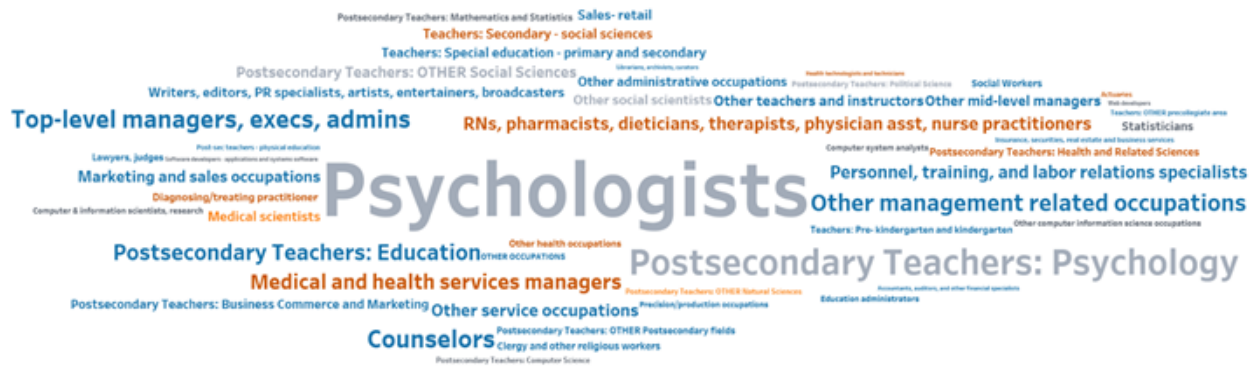 Postsecondary Teachers: Mathematics and Statistics Sales- retail
Teachers: Secondary - social sciences
Teachers: Special education - primary and secondary
Librarians, archivists, curators
Postsecondary Teachers: OTHER Social Sciences
Other administrative occupations
Health technologists and technicians
Postsecondary Teachers: Political Science
Social Workers
Writers, editors, PR specialists, artists, entertainers, broadcasters
Other social scientists
Other teachers and instructors
Other mid-level managers
Actuaries
Web developers
Teachers: OTHER precollegiate area
Top-level managers, execs, admins
RNs, pharmacists, dieticians, therapists, physician asst, nurse practitioners
Statisticians
Insurance, securities, real estate and business services
Post-sec teachers - physical education
Computer system analysts
Postsecondary Teachers: Health and Related Sciences
Lawyers, judges
Software developers - applications and systems software
Marketing and sales occupations
Psychologists
Personnel, training, and labor relations specialists
Diagnosing/treating practitioner
Other management related occupations
Computer & information scientists, research
Medical scientists
Other computer information science occupations
Teachers: Pre- kindergarten and kindergarten
Other health occupations
Postsecondary Teachers: Education
OTHER OCCUPATIONS
Postsecondary Teachers: Psychology
Medical and health services managers
Postsecondary Teachers: OTHER Natural Sciences
Accountants, auditors, and other financial specialists
Education administrators
Postsecondary Teachers: Business Commerce and Marketing
Other service occupations
Precision/production occupations
Counselors
Postsecondary Teachers: OTHER Postsecondary fields
Clergy and other religious workers
Postsecondary Teachers: Computer Science